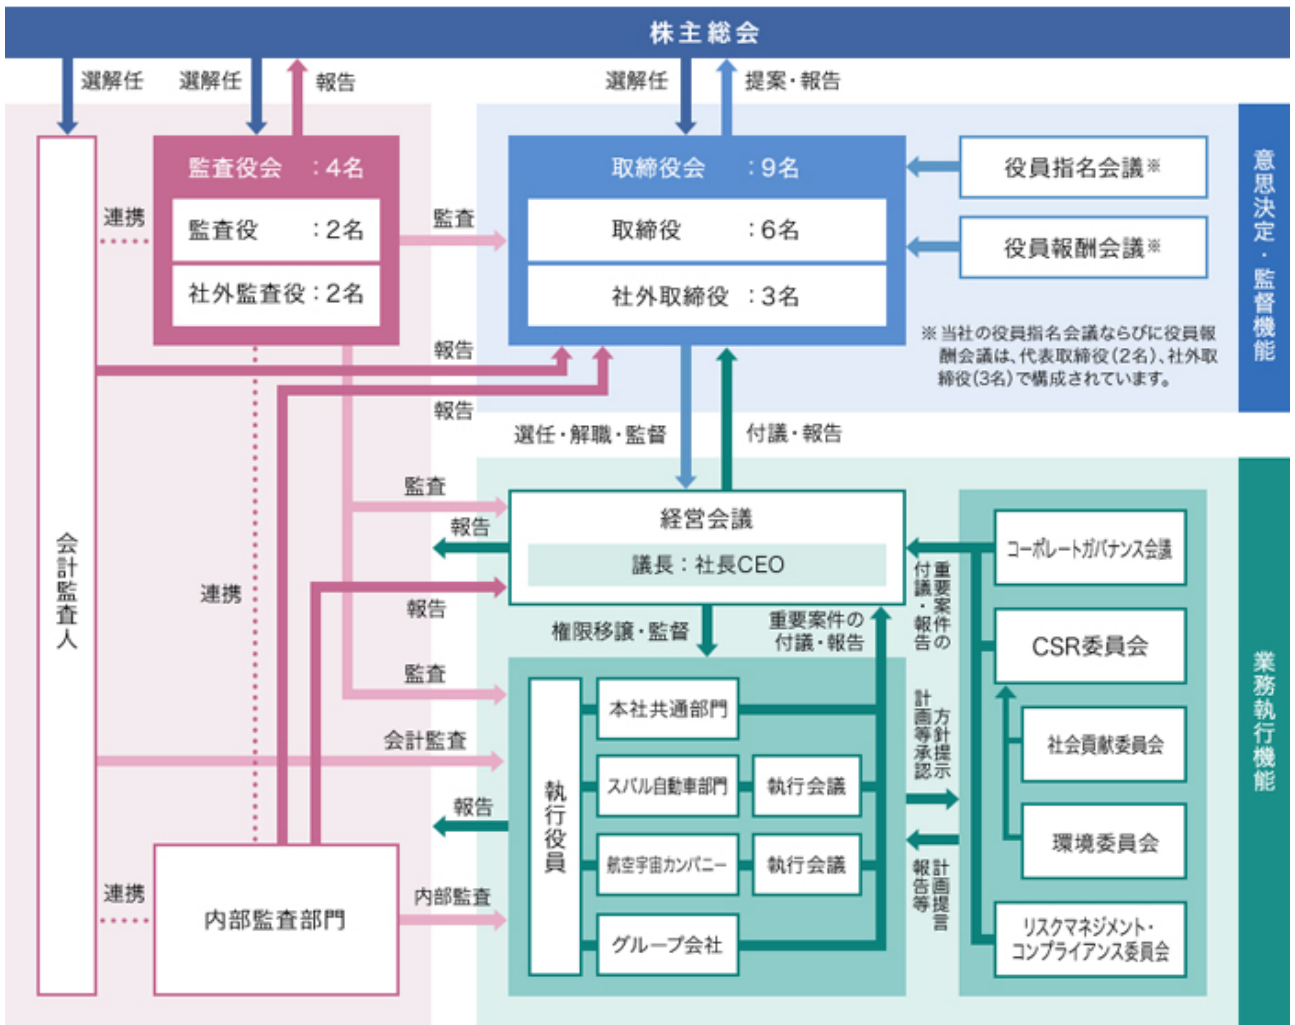 株主総会
選解任
選解任
報告
選解任
提案・報告
監査役会 ：4名
監査役 ：2名
社外監査役：2名
連携
監査
取締役会 ：9名
取締役 ：6名
社外取締役 ：3名
役員指名会議※
役員報酬会議※
※当社の役員指名会議ならびに役員報
酬会議は、代表取締役(2名)、社外取
締役(3名)で構成されています。
意思決定・監督機能
報告
報告
選任・解職・監督
付議・報告
会計監査人
連携
監査
報告
報告
経営会議
議長：社長CEO
権限移譲・監督
重要案件の
付議・報告
重要案件の
付議・報告
コーポレートガバナンス会議
CSR委員会
社会貢献委員会
環境委員会
リスクマネジメント・
コンプライアンス委員会
業務執行機能
監査
会計監査
報告
執行役員
本社共通部門
スバル自動車部門
執行会議
航空宇宙カンパニー
執行会議
グループ会社
方針提示
計画等承認
計画提言
報告等
連携
内部監査部門
内部監査